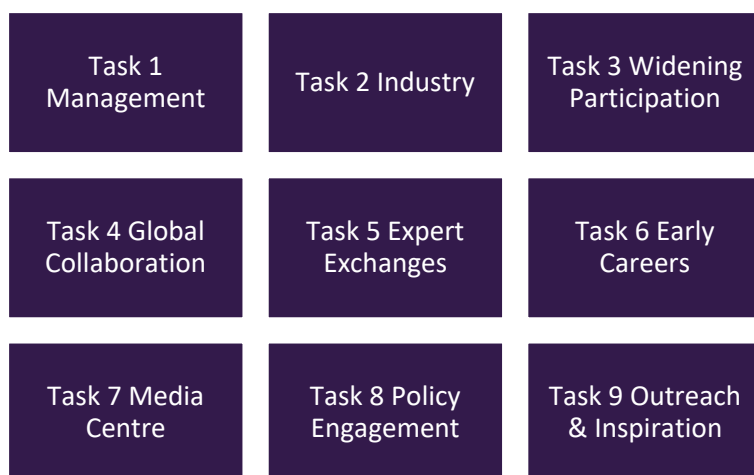 Task 1
Management
Task 2 Industry
Task 3 Widening
Participation
Task 4 Global
Collaboration
Task 5 Expert
Exchanges
Task 6 Early
Careers
Task 7 Media
Centre
Task 8 Policy
Engagement
Task 9 Outreach
& Inspiration